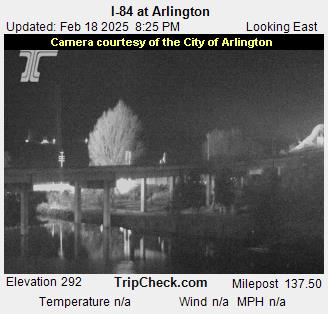 I-84 at Arlington
Updated: Feb 18 2025 8:25 PM Looking East
Camera courtesy of the City of Arlington
Elevation 292 TripCheck.com Milepost 137.50
Temperature n/a Wind n/a MPH n/a